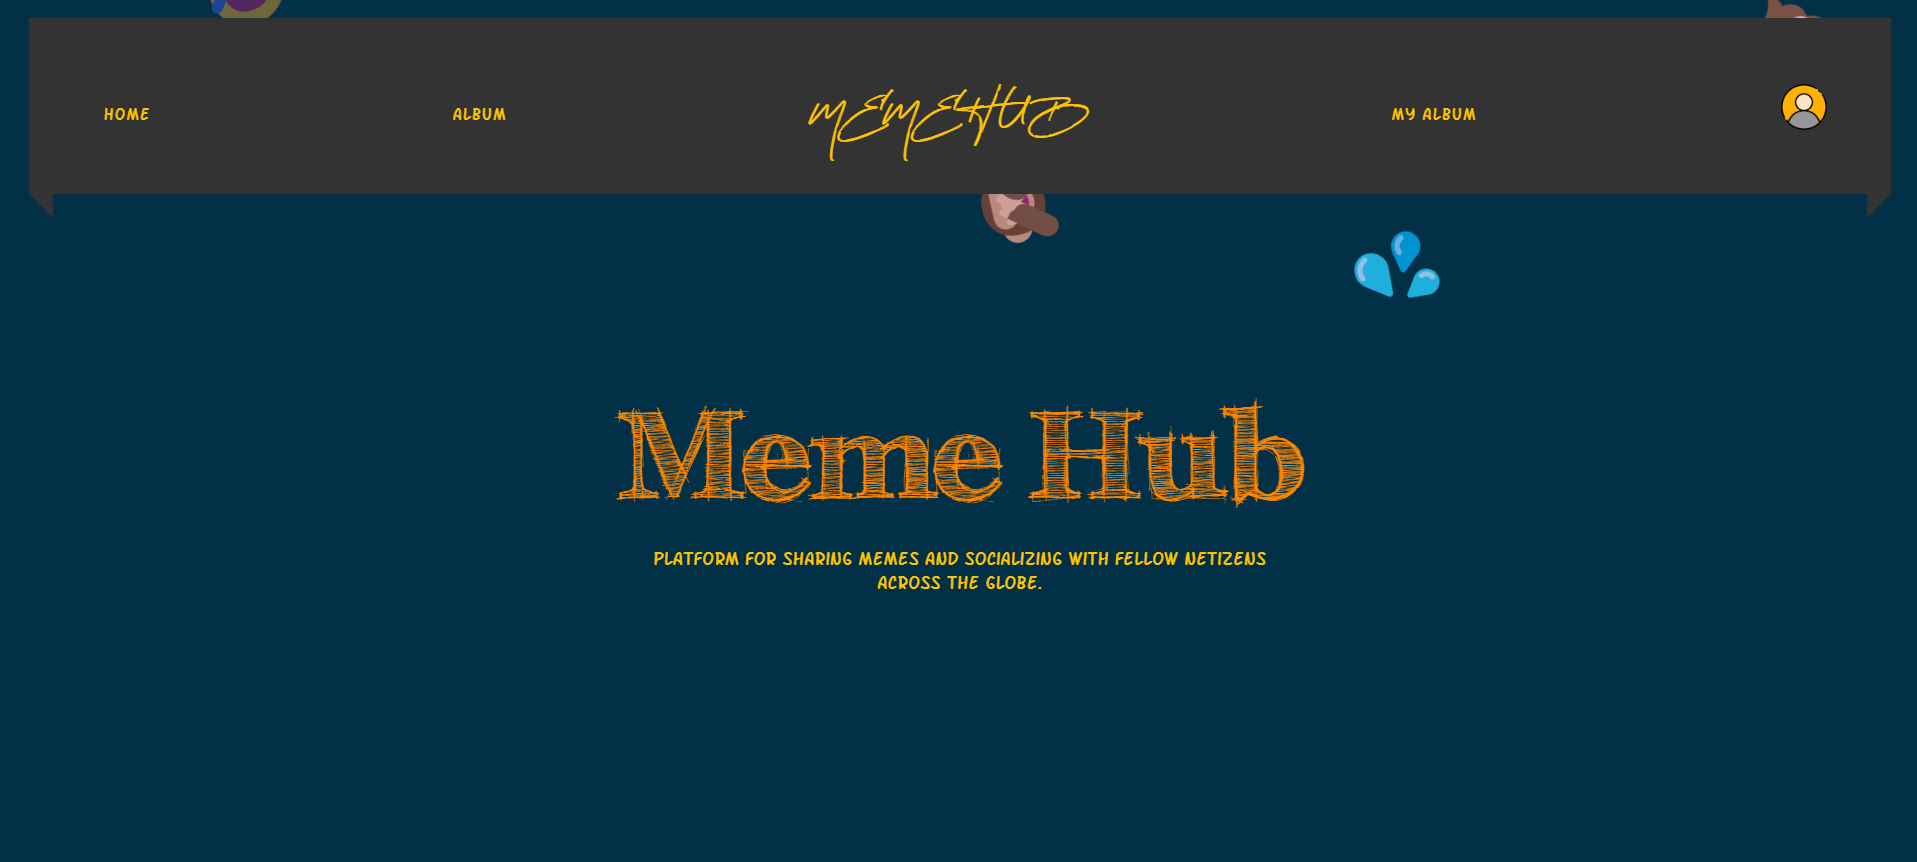 HOME
ALBUM
MEMEHUB
MY ALBUM
Meme Hub
PLATFORM FOR SHARING MEMES AND SOCIALIZING WITH FELLOW NETIZENS
ACROSS THE GLOBE.